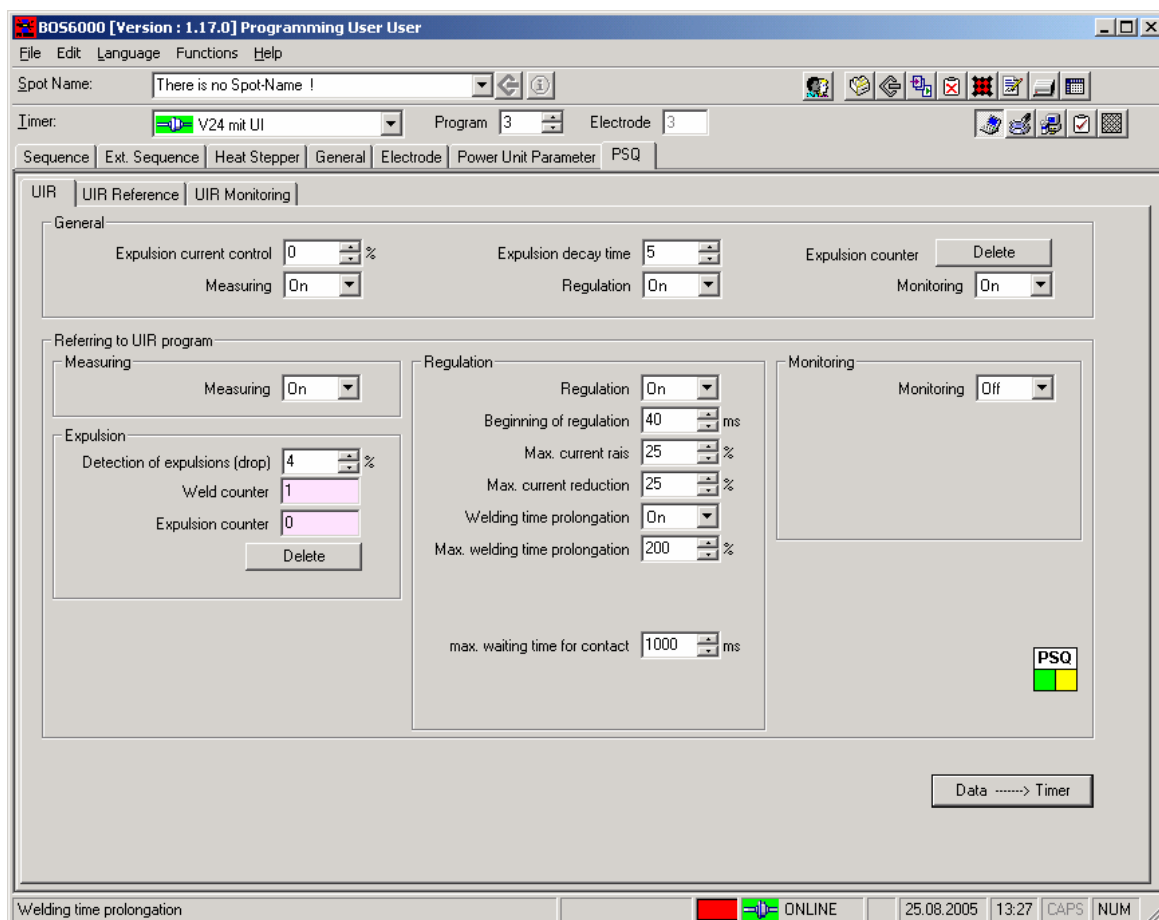 BOS6000 [Version : 1.17.0] Programming User User
File Edit Language Functions Help
Spot Name: There is no Spot-Name !
Timer: V24 mit UI Program 3 Electrode 3
Sequence Ext. Sequence Heat Stepper General Electrode Power Unit Parameter PSQ
UIR UIR Reference UIR Monitoring
General
Expulsion current control 0 % Expulsion decay time 5 Expulsion counter Delete
Measuring On Regulation On Monitoring On
Referring to UIR program
Measuring
Measuring On
Expulsion
Detection of expulsions (drop) 4 %
Weld counter 1
Expulsion counter 0
Delete
Regulation
Regulation On
Beginning of regulation 40 ms
Max. current rais 25 %
Max. current reduction 25 %
Welding time prolongation On
Max. welding time prolongation 200 %
max. waiting time for contact 1000 ms
Monitoring
Monitoring Off
PSQ
Data -------> Timer
Welding time prolongation ONLINE 25.08.2005 13:27 CAPS NUM